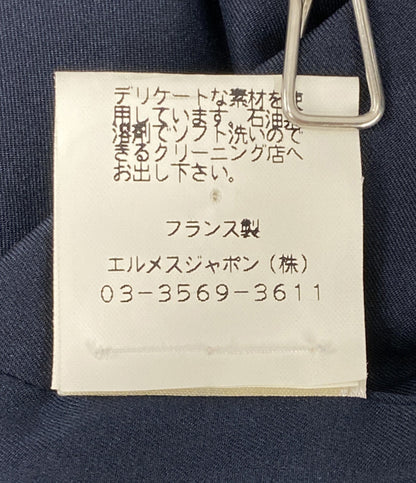 デリケートな素材を使
用しています。石油系
溶剤でソフト洗いので
きるクリーニング店へ
お出し下さい。
フランス製
エルメスジャポン(株)
03-3569-3611